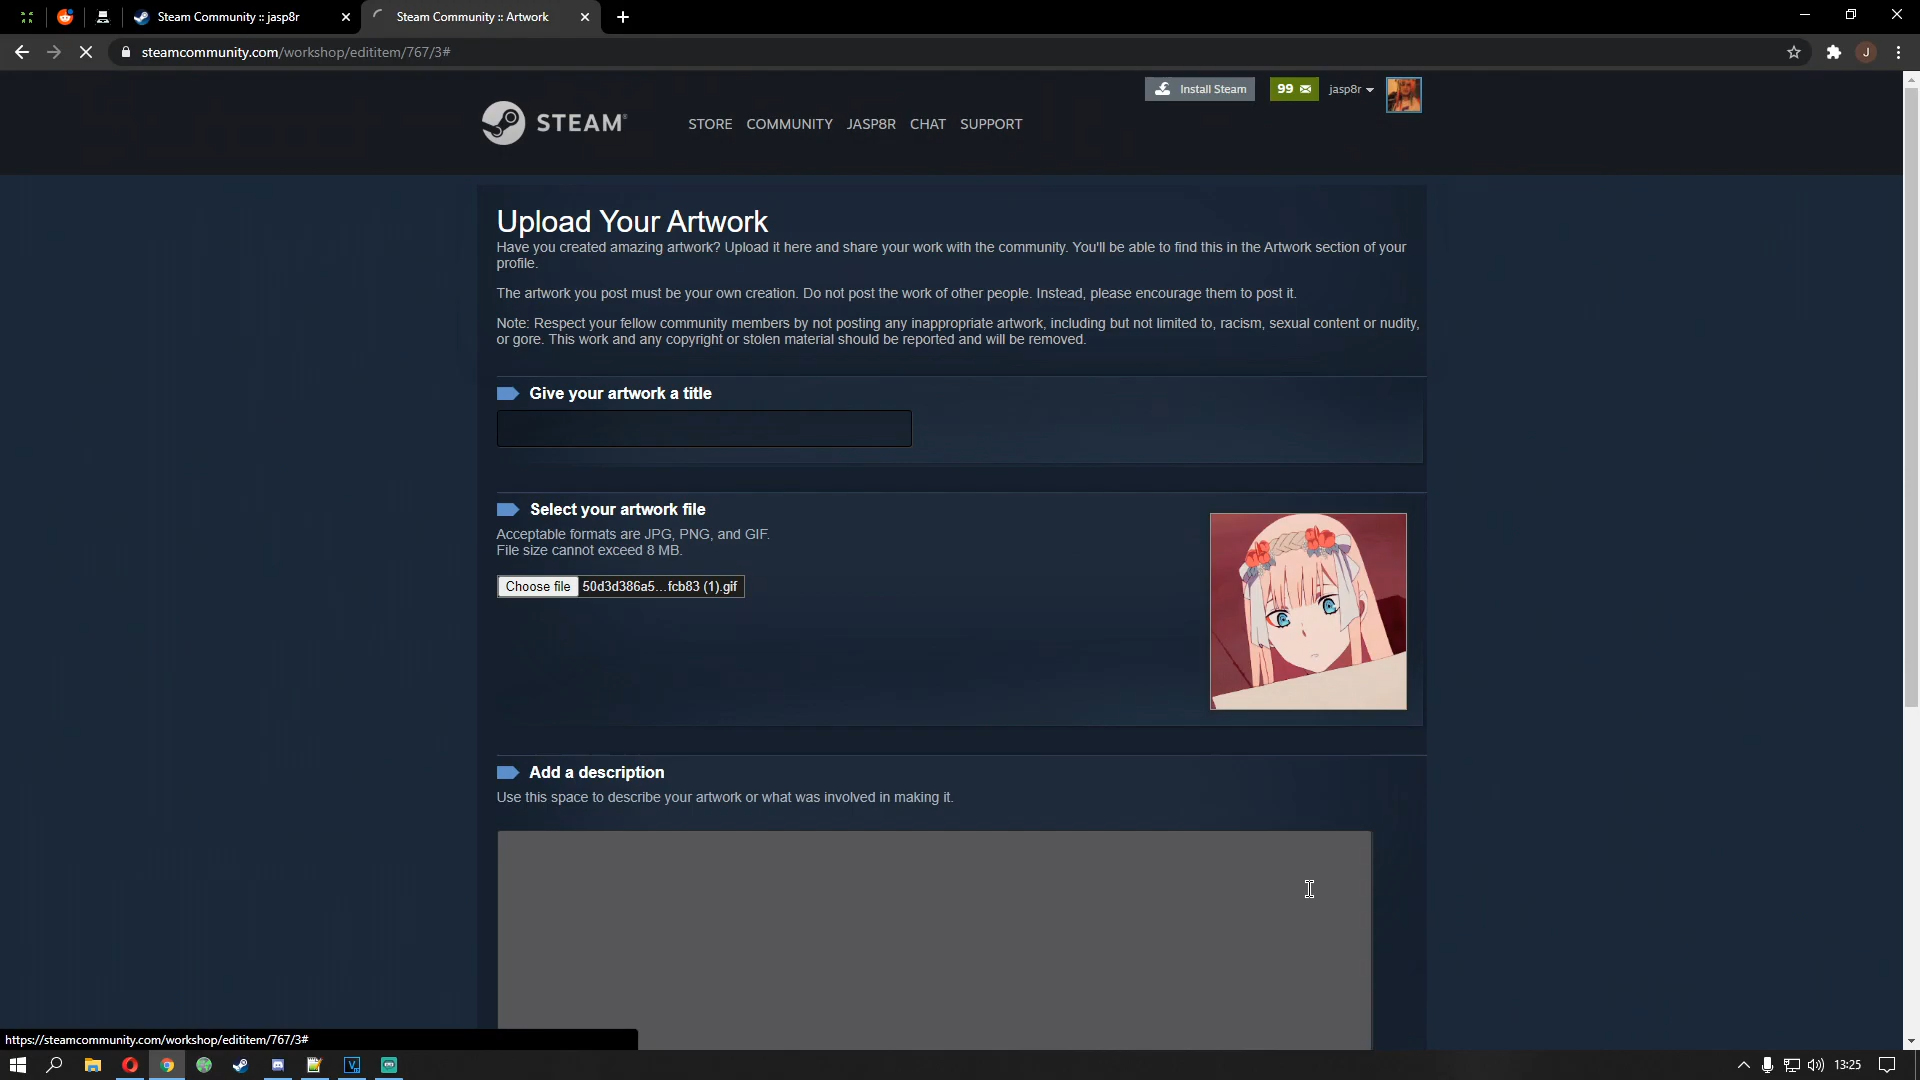 Steam Community :: jasp8r
Steam Community :: Artwork
steamcommunity.com/workshop/edititem/767/3#
J
Install Steam
99
jasp8r
STEAM®
STORE COMMUNITY JASP8R CHAT SUPPORT
Upload Your Artwork
Have you created amazing artwork? Upload it here and share your work with the community. You'll be able to find this in the Artwork section of your
profile.
The artwork you post must be your own creation. Do not post the work of other people. Instead, please encourage them to post it.
Note: Respect your fellow community members by not posting any inappropriate artwork, including but not limited to, racism, sexual content or nudity,
or gore. This work and any copyright or stolen material should be reported and will be removed.
Give your artwork a title
Select your artwork file
Acceptable formats are JPG, PNG, and GIF.
File size cannot exceed 8 MB.
Choose file 50d3d386a5...fcb83 (1).gif
Add a description
Use this space to describe your artwork or what was involved in making it.
https://steamcommunity.com/workshop/edititem/767/3#
13:25